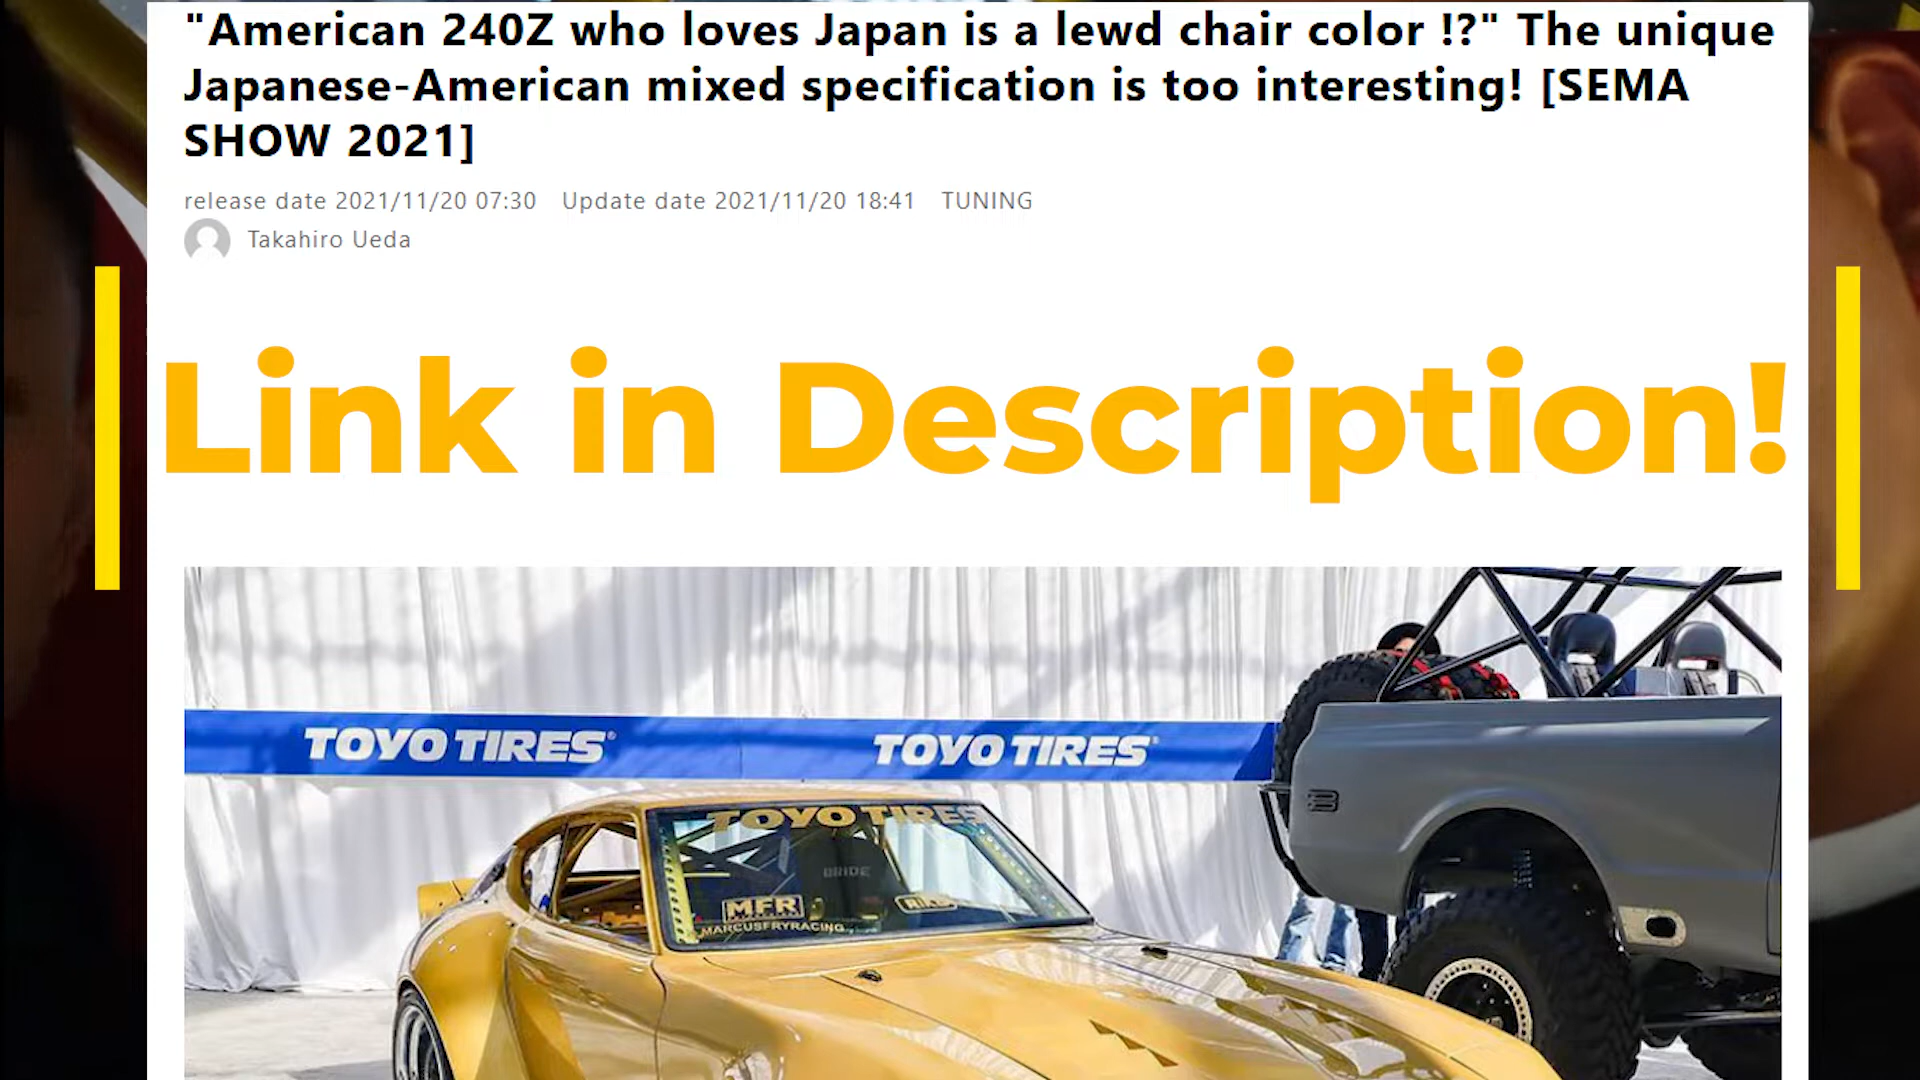 "American 240Z who loves Japan is a lewd chair color !?" The unique
Japanese-American mixed specification is too interesting! [SEMA
SHOW 2021]
release date 2021/11/20 07:30 Update date 2021/11/20 18:41 TUNING
Takahiro Ueda
Link in Description!
TOYO TIRES® TOYO TIRES®
TOYO TIRES
BRIDE
MFR
MARCUSFRYRACING